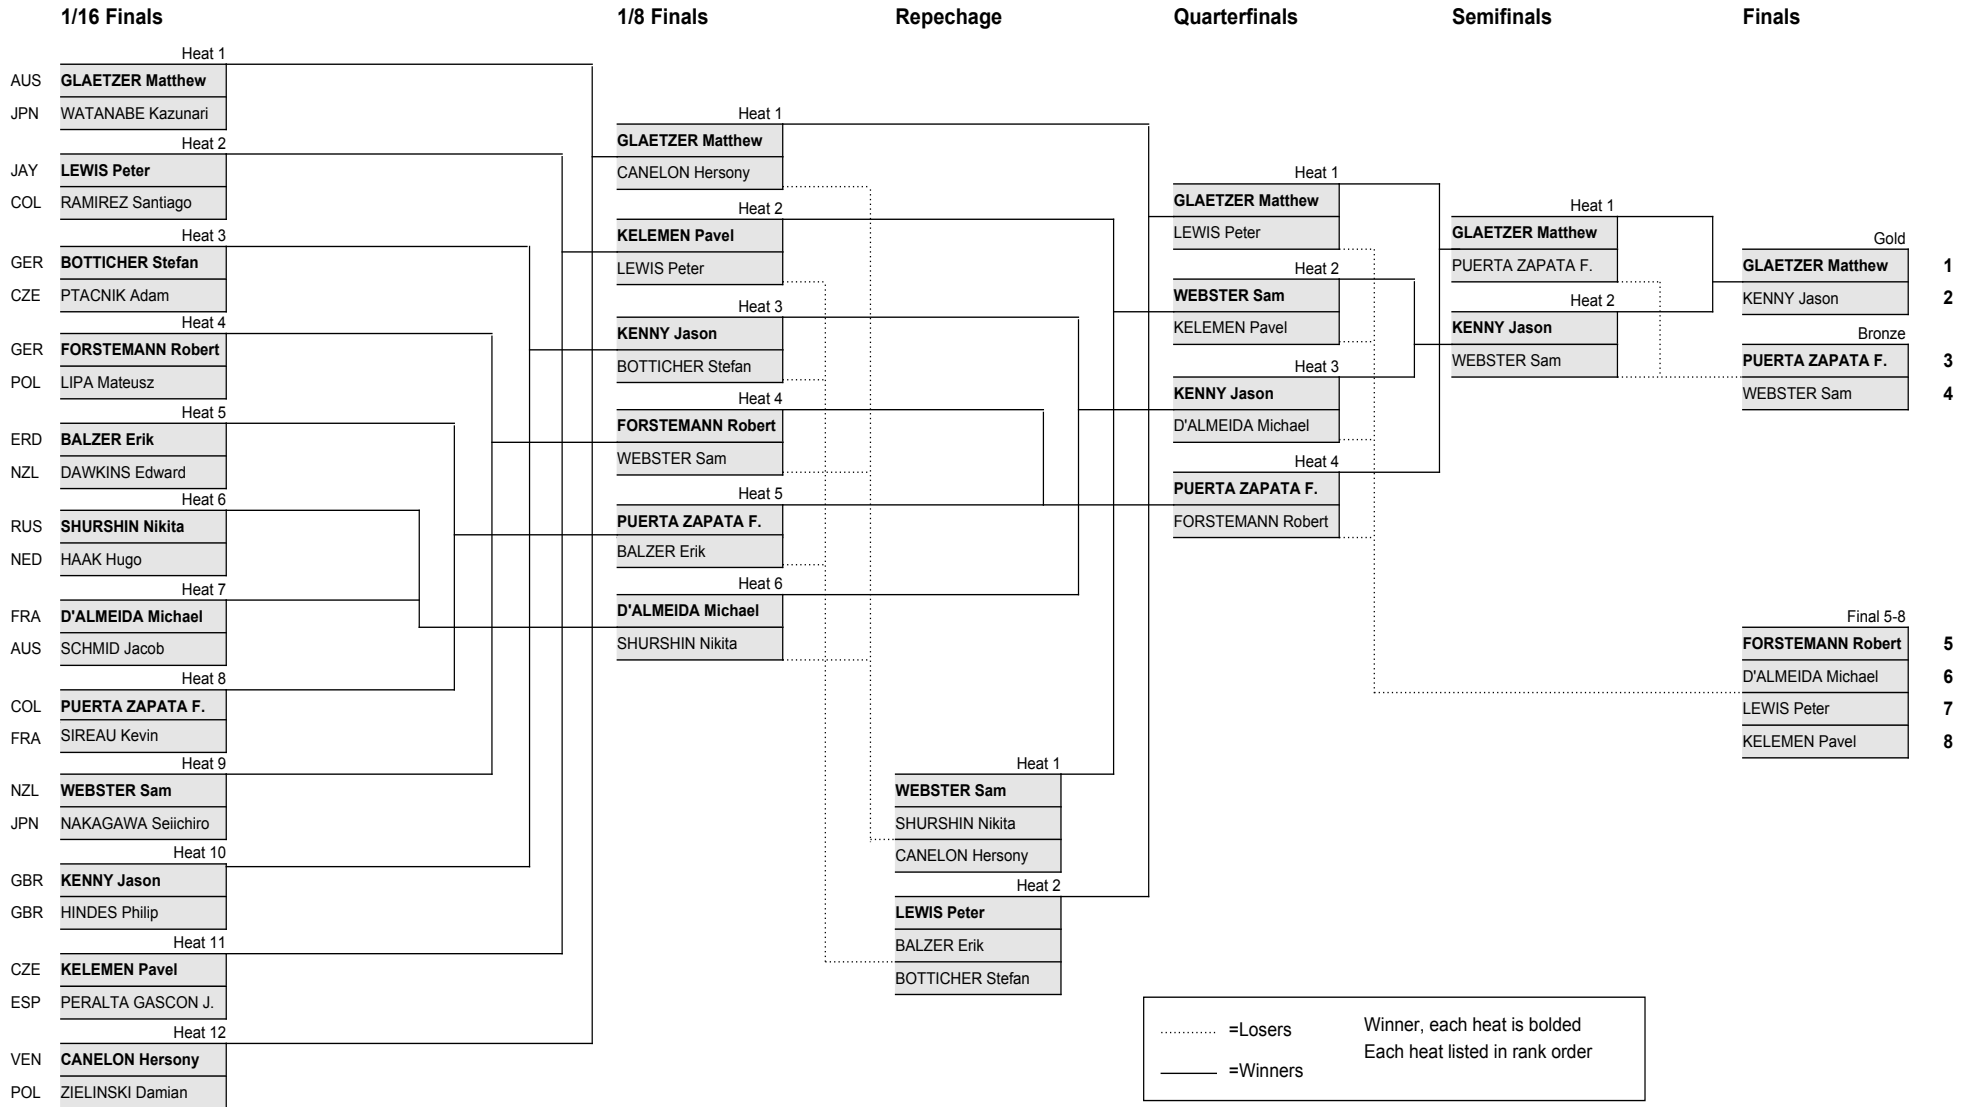 1/16 Finals 1/8 Finals Repechage Quarterfinals Semifinals Finals
Heat 1
AUS GLAETZER Matthew
JPN WATANABE Kazunari
Heat 2
JAY LEWIS Peter
COL RAMIREZ Santiago
Heat 3
GER BOTTICHER Stefan
CZE PTACNIK Adam
Heat 4
GER FORSTEMANN Robert
POL LIPA Mateusz
Heat 5
ERD BALZER Erik
NZL DAWKINS Edward
Heat 6
RUS SHURSHIN Nikita
NED HAAK Hugo
Heat 7
FRA D'ALMEIDA Michael
AUS SCHMID Jacob
Heat 8
COL PUERTA ZAPATA F.
FRA SIREAU Kevin
Heat 9
NZL WEBSTER Sam
JPN NAKAGAWA Seiichiro
Heat 10
GBR KENNY Jason
GBR HINDES Philip
Heat 11
CZE KELEMEN Pavel
ESP PERALTA GASCON J.
Heat 12
VEN CANELON Hersony
POL ZIELINSKI Damian
Heat 1
GLAETZER Matthew
CANELON Hersony
Heat 2
KELEMEN Pavel
LEWIS Peter
Heat 3
KENNY Jason
BOTTICHER Stefan
Heat 4
FORSTEMANN Robert
WEBSTER Sam
Heat 5
PUERTA ZAPATA F.
BALZER Erik
Heat 6
D'ALMEIDA Michael
SHURSHIN Nikita
Heat 1
WEBSTER Sam
SHURSHIN Nikita
CANELON Hersony
Heat 2
LEWIS Peter
BALZER Erik
BOTTICHER Stefan
Heat 1
GLAETZER Matthew
LEWIS Peter
Heat 2
WEBSTER Sam
KELEMEN Pavel
Heat 3
KENNY Jason
D'ALMEIDA Michael
Heat 4
PUERTA ZAPATA F.
FORSTEMANN Robert
Heat 1
GLAETZER Matthew
PUERTA ZAPATA F.
Heat 2
KENNY Jason
WEBSTER Sam
Gold
GLAETZER Matthew 1
KENNY Jason 2
Bronze
PUERTA ZAPATA F. 3
WEBSTER Sam 4
Final 5-8
FORSTEMANN Robert 5
D'ALMEIDA Michael 6
LEWIS Peter 7
KELEMEN Pavel 8
=Losers Winner, each heat is bolded
Each heat listed in rank order
=Winners